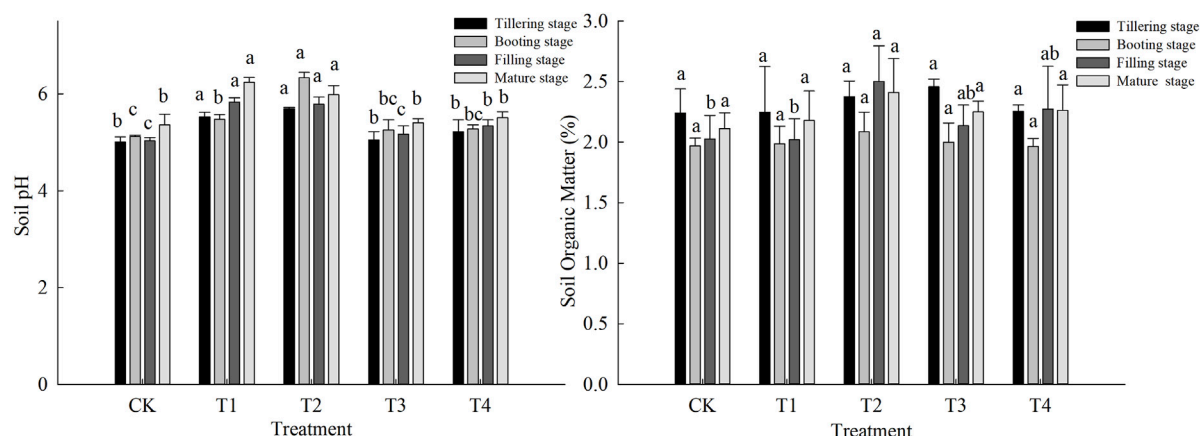 Tillering stage
Booting stage
Filling stage
Mature stage
6
4
2
0
Soil pH
b c c b
a b a a
a a a a
b bc c b
b bc b b
CK T1 T2 T3 T4
Treatment
3.0
2.5
2.0
1.5
1.0
0.5
0.0
Soil Organic Matter (%)
Tillering stage
Booting stage
Filling stage
Mature stage
a a b a
a a b a
a a a a
a a ab a
a a ab a
CK T1 T2 T3 T4
Treatment